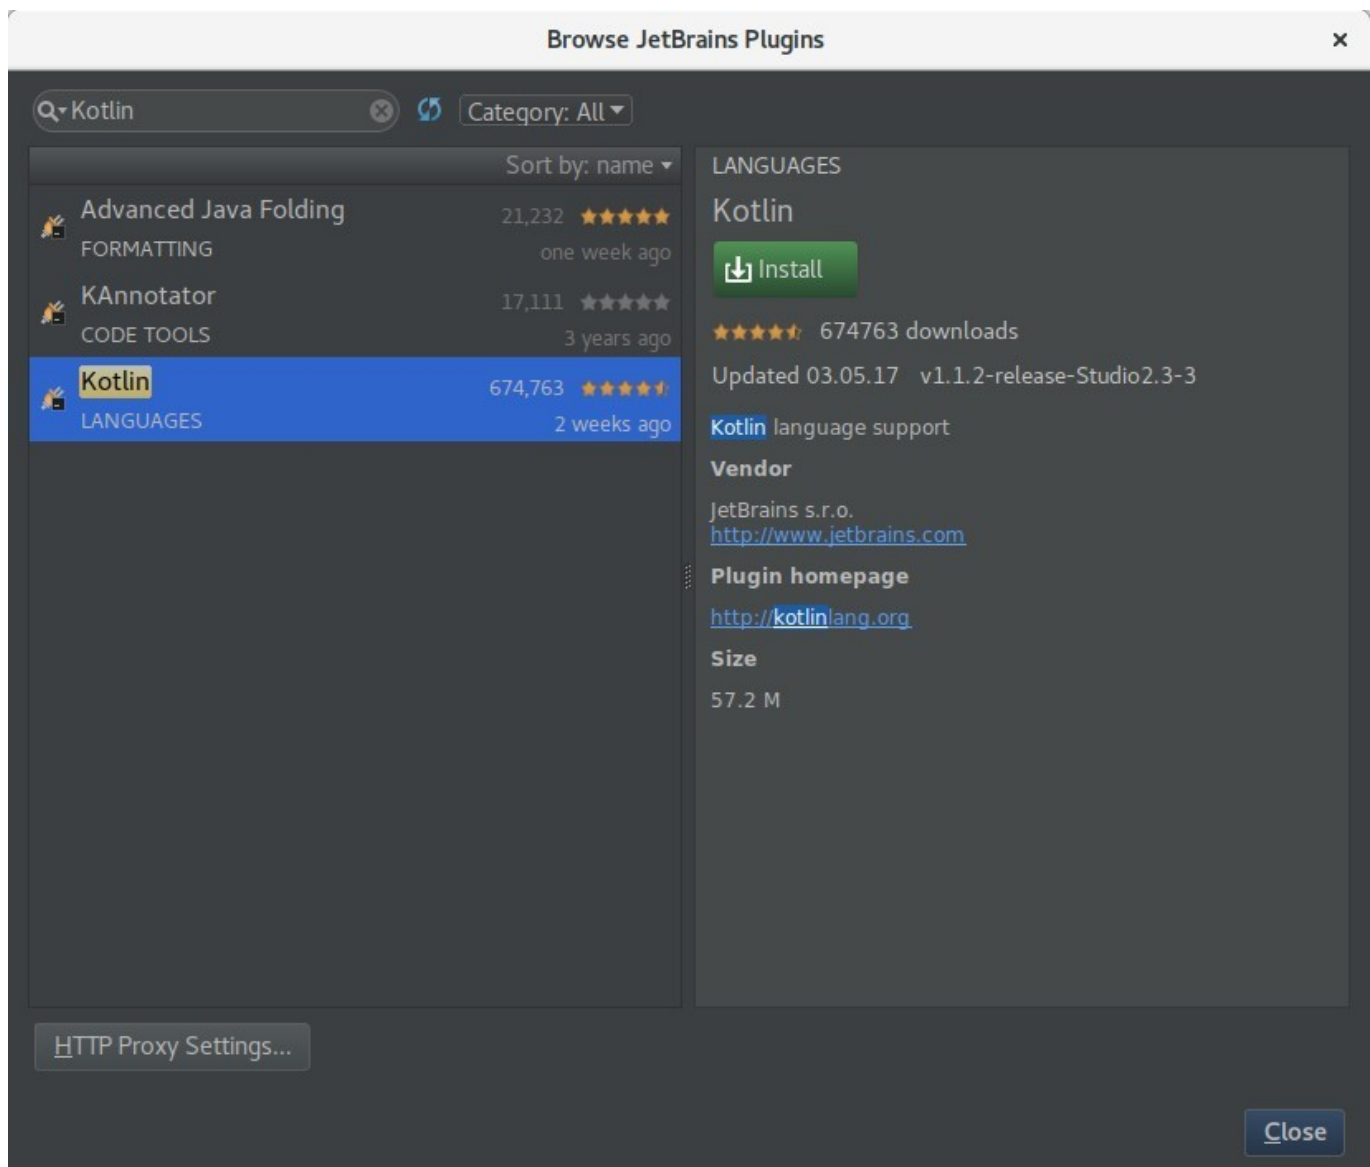 Browse JetBrains Plugins
Kotlin
Category: All
Sort by: name
Advanced Java Folding 21,232
FORMATTING one week ago
KAnnotator 17,111
CODE TOOLS 3 years ago
Kotlin 674,763
LANGUAGES 2 weeks ago
LANGUAGES
Kotlin
Install
674763 downloads
Updated 03.05.17 v1.1.2-release-Studio2.3-3
Kotlin language support
Vendor
JetBrains s.r.o.
http://www.jetbrains.com
Plugin homepage
http://kotlinlang.org
Size
57.2 M
HTTP Proxy Settings...
Close